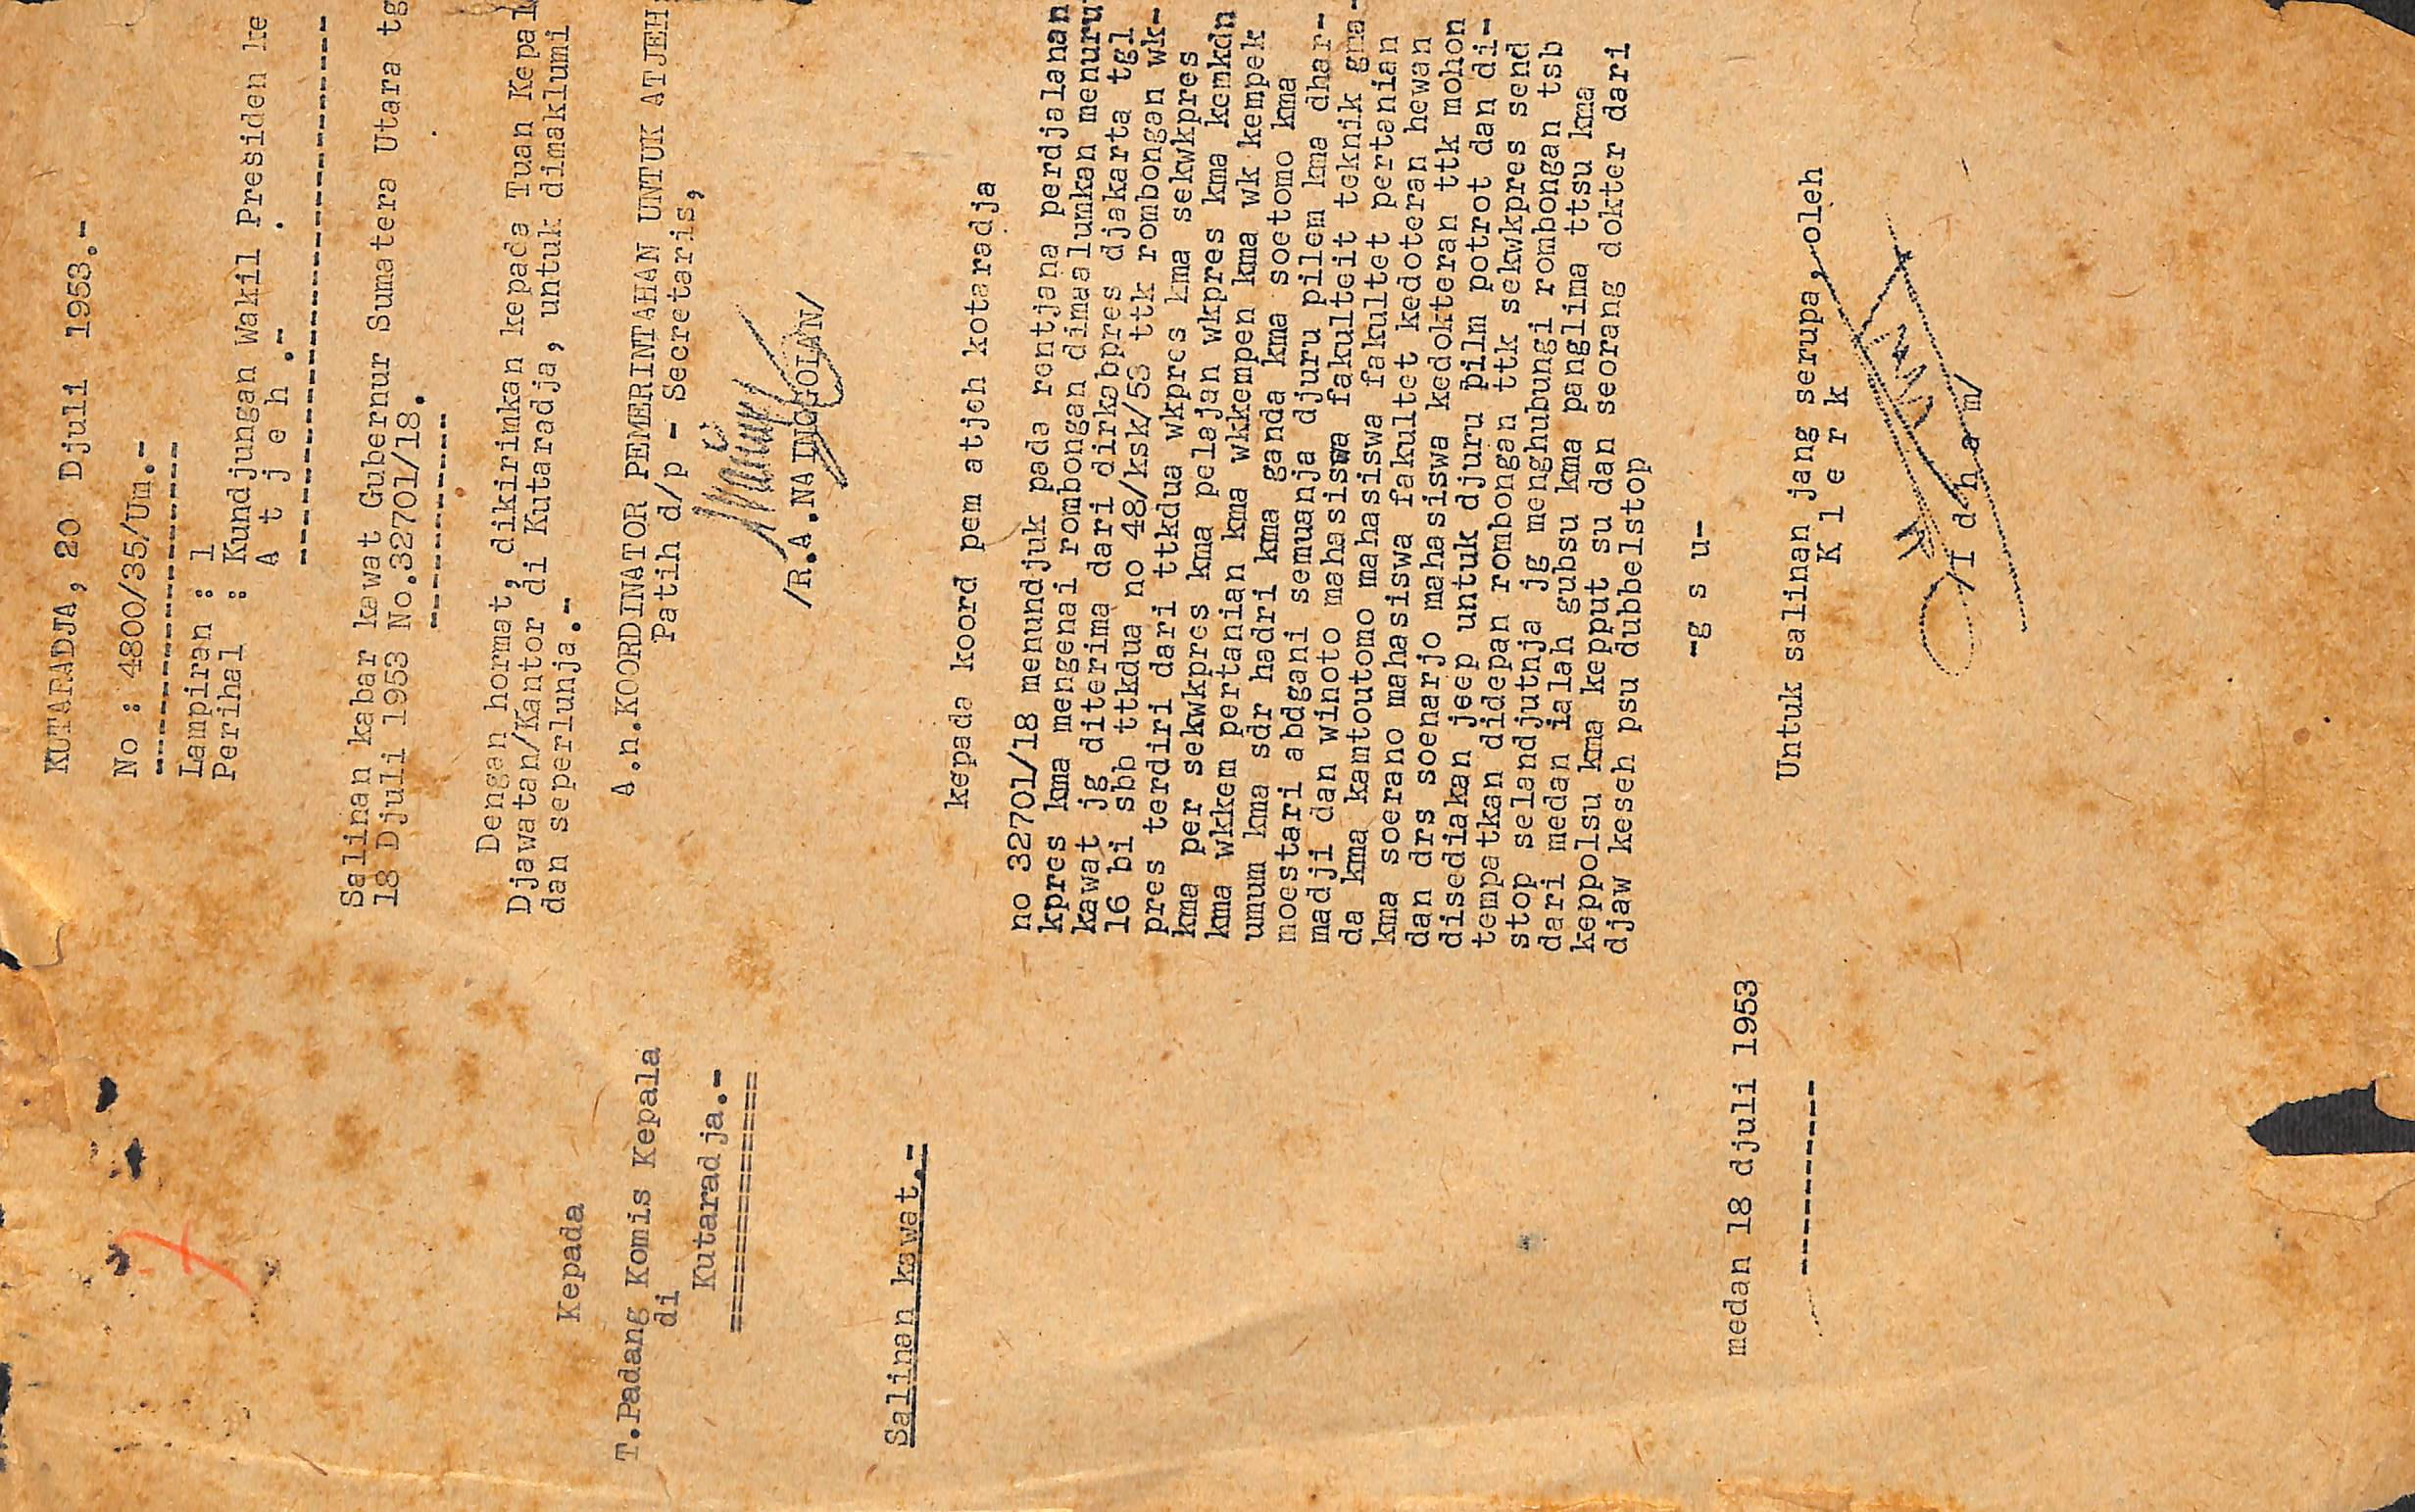 KUTARADJA, 20 Djuli 1953.-
No : 4800/35/Um.-
Lampiran : 1
Perihal : Kundjungan Wakil Presiden ke
A t j e h .-
Salinan kabar kawat Gubernur Sumatera Utara tg
18 Djuli 1953 No.32701/18.
Dengan hormat, dikirimkan kepada Tuan Kepal
Djawatan/Kantor di Kutaradja, untuk dimaklumi
dan seperlunja.-
Kepada
T.Padang Komis Kepala
di
Kutaradja.-
A.n.KOORDINATOR PEMERINTAHAN UNTUK ATJEH
Patih d/p - Secretaris,
/R.A.NAINGGOLAN/
Salinan kawat.-
kepada koord pem atjeh kotaradja
no 32701/18 menundjuk pada rentjana perdjalanan
kpres kma mengenai rombongan dimaalumkan menuru
kawat jg diterima dari dirkabpres djakarta tgl
16 bi sbb ttkdua no 48/ksk/53 ttk rombongan wk-
pres terdiri dari ttkdua wkpres kma sekwkpres
kma per sekwkpres kma pelajan wkpres kma komkdn
kma wkkem pertanian kma wkkempen kma wk kempek
umum kma sdr hadri kma ganda kma soetomo kma
moestari abdgani semuanja djuru pilem kma dhar-
madji dan winoto mahasiswa fakulteit teknik gma-
da kma kamtoutomo mahasiswa fakultet pertanian
kma soerano mahasiswa fakultet kedoteran hewan
dan drs soenarjo mahasiswa kedokteran ttk mohon
disediakan jeep untuk djuru pilm potrot dan di-
tempatkan didepan rombongan ttk sekwkpres send
stop selandjutnja jg menghubungi rombongan tsb
dari medan ialah gubsu kma panglima ttsu kma
keppolsu kma kepput su dan seorang dokter dari
djaw keseh psu dubbelstop
-g s u-
medan 18 djuli 1953
Untuk salinan jang serupa, oleh
K l e r k
/I d h a m/